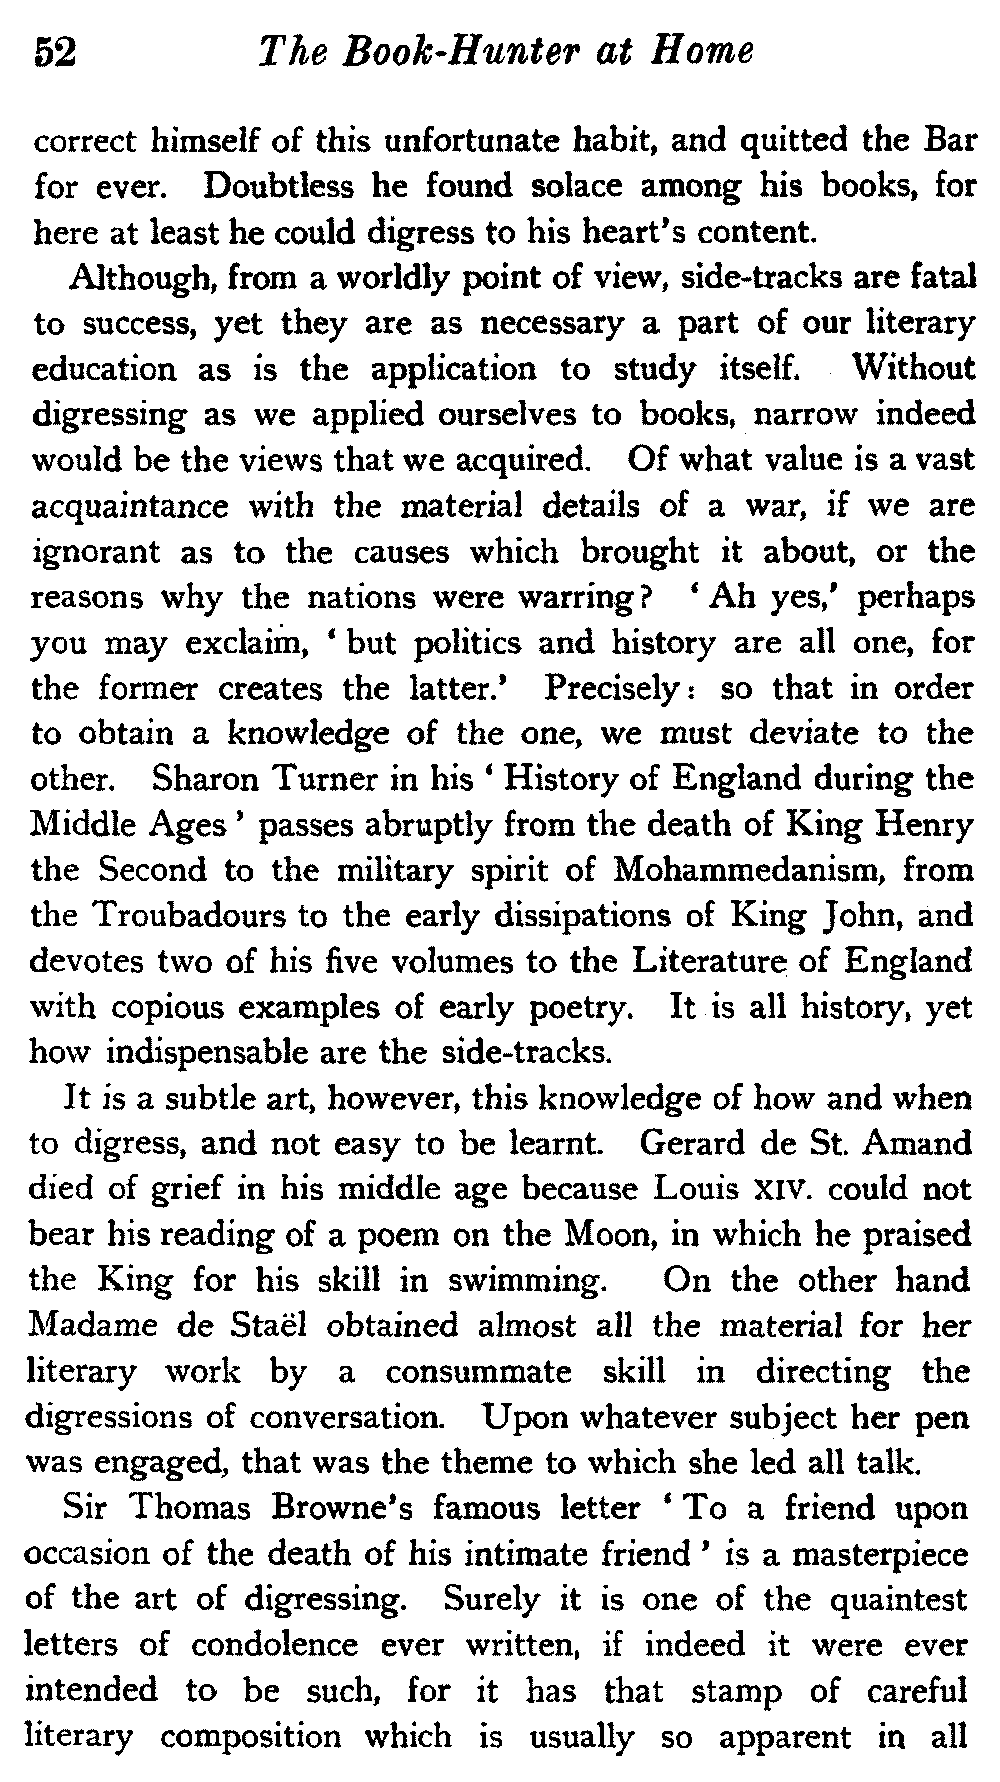 52 The Book-Hunter at Home
correct himself of this unfortunate habit, and quitted the Bar
for ever. Doubtless he found solace among his books, for
here at least he could digress to his heart's content.
Although, from a worldly point of view, side-tracks are fatal
to success, yet they are as necessary a part of our literary
education as is the application to study itself. Without
digressing as we applied ourselves to books, narrow indeed
would be the views that we acquired. Of what value is a vast
acquaintance with the material details of a war, if we are
ignorant as to the causes which brought it about, or the
reasons why the nations were warring? ‘Ah yes,’ perhaps
you may exclaim, ‘but politics and history are all one, for
the former creates the latter.’ Precisely: so that in order
to obtain a knowledge of the one, we must deviate to the
other. Sharon Turner in his ‘History of England during the
Middle Ages’ passes abruptly from the death of King Henry
the Second to the military spirit of Mohammedanism, from
the Troubadours to the early dissipations of King John, and
devotes two of his five volumes to the Literature of England
with copious examples of early poetry. It is all history, yet
how indispensable are the side-tracks.
It is a subtle art, however, this knowledge of how and when
to digress, and not easy to be learnt. Gerard de St. Amand
died of grief in his middle age because Louis XIV. could not
bear his reading of a poem on the Moon, in which he praised
the King for his skill in swimming. On the other hand
Madame de Staël obtained almost all the material for her
literary work by a consummate skill in directing the
digressions of conversation. Upon whatever subject her pen
was engaged, that was the theme to which she led all talk.
Sir Thomas Browne's famous letter ‘To a friend upon
occasion of the death of his intimate friend’ is a masterpiece
of the art of digressing. Surely it is one of the quaintest
letters of condolence ever written, if indeed it were ever
intended to be such, for it has that stamp of careful
literary composition which is usually so apparent in all